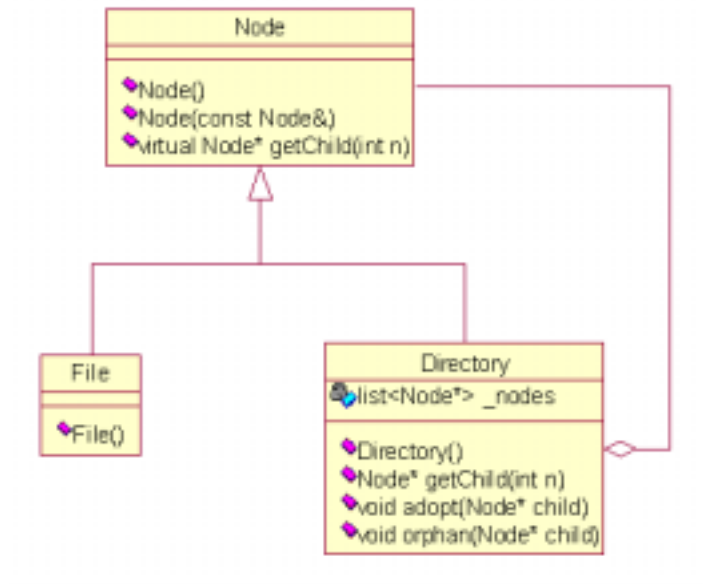 Node
Node()
Node(const Node&)
virtual Node* getChild(int n)
File
File()
Directory
list<Node*> _nodes
Directory()
Node* getChild(int n)
void adopt(Node* child)
void orphan(Node* child)